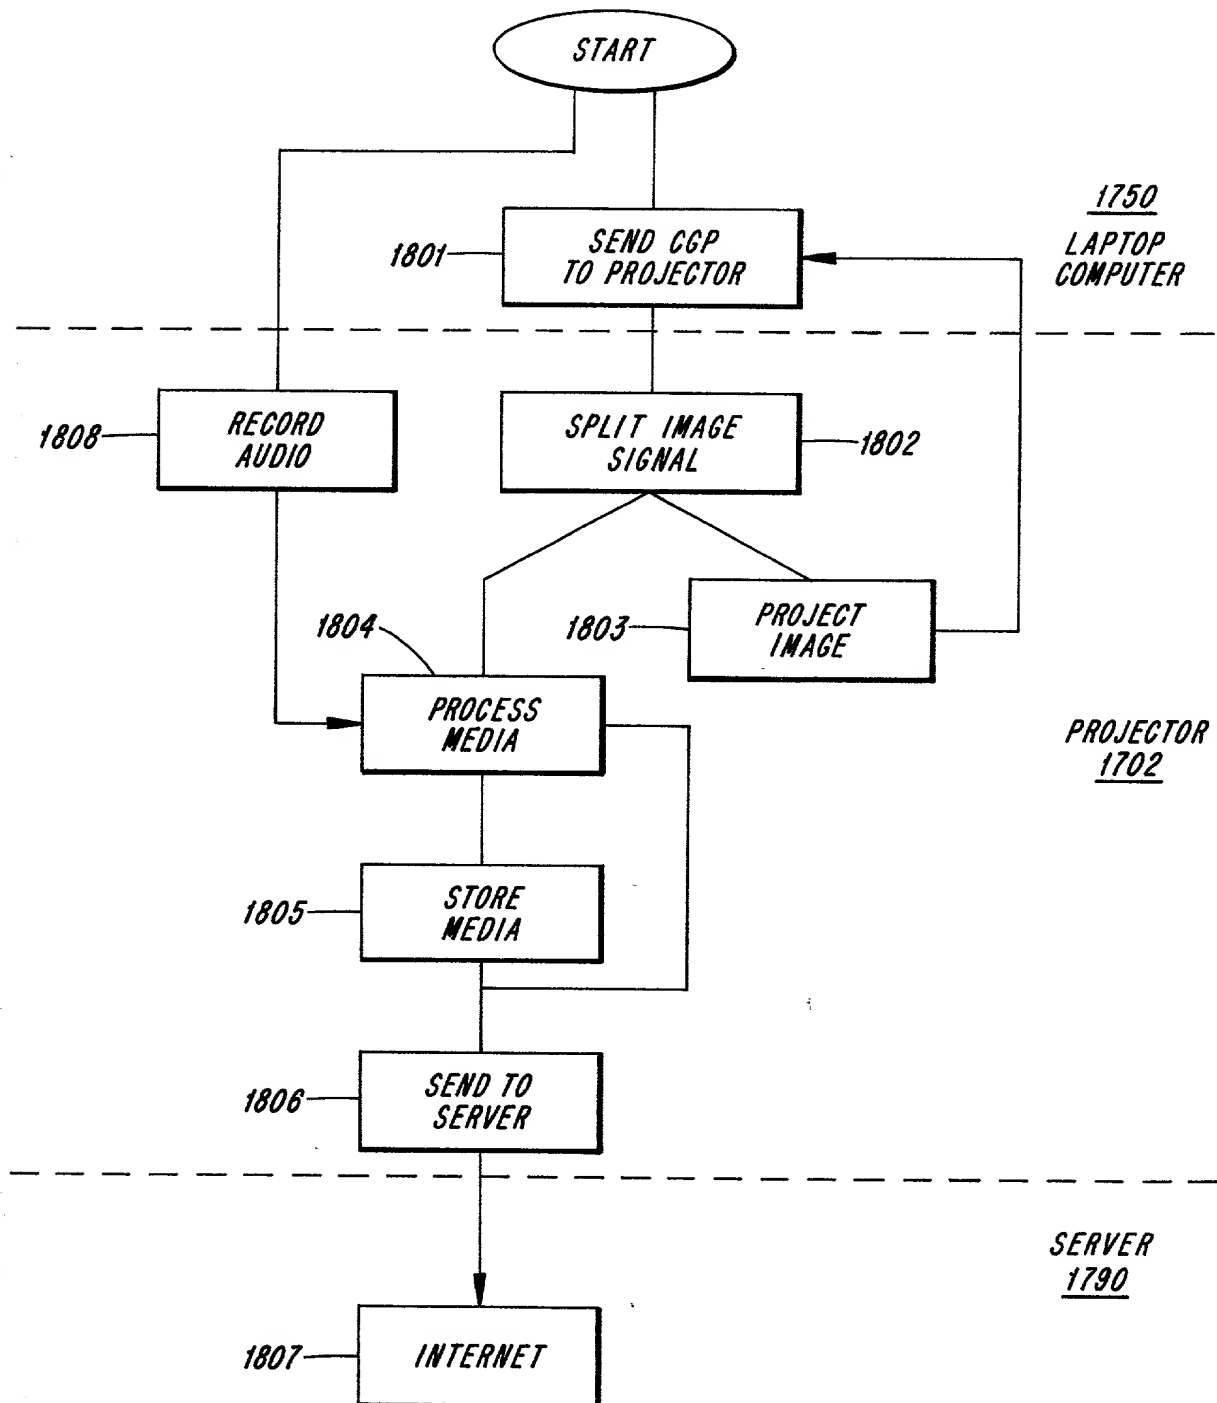 START
1750
LAPTOP
COMPUTER
1801
SEND CGP
TO PROJECTOR
1808
RECORD
AUDIO
SPLIT IMAGE
SIGNAL
1802
1804
1803
PROJECT
IMAGE
PROCESS
MEDIA
PROJECTOR
1702
1805
STORE
MEDIA
1806
SEND TO
SERVER
SERVER
1790
1807
INTERNET